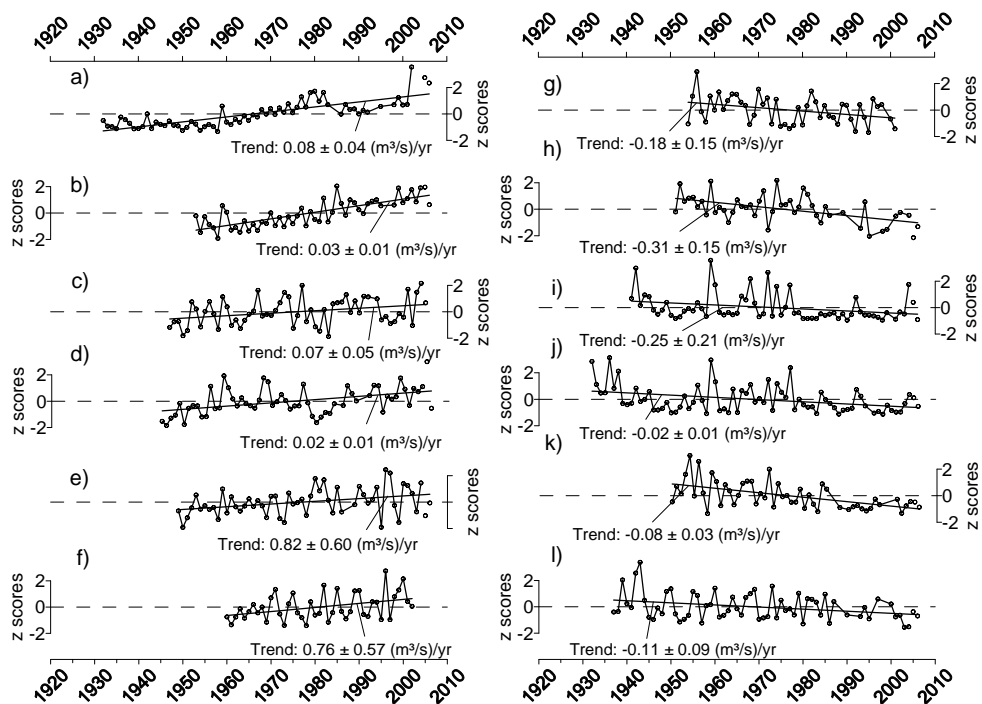 1920 1930 1940 1950 1960 1970 1980 1990 2000 2010
a)
2
0
-2
z scores
Trend: 0.08 ± 0.04 (m³/s)/yr
b)
2
0
-2
z scores
Trend: 0.03 ± 0.01 (m³/s)/yr
c)
2
0
-2
z scores
Trend: 0.07 ± 0.05 (m³/s)/yr
d)
2
0
-2
z scores
Trend: 0.02 ± 0.01 (m³/s)/yr
e)
2
0
-2
z scores
Trend: 0.82 ± 0.60 (m³/s)/yr
f)
2
0
-2
z scores
Trend: 0.76 ± 0.57 (m³/s)/yr
1920 1930 1940 1950 1960 1970 1980 1990 2000 2010
1920 1930 1940 1950 1960 1970 1980 1990 2000 2010
g)
2
0
-2
z scores
Trend: -0.18 ± 0.15 (m³/s)/yr
h)
2
0
-2
z scores
Trend: -0.31 ± 0.15 (m³/s)/yr
i)
2
0
-2
z scores
Trend: -0.25 ± 0.21 (m³/s)/yr
j)
2
0
-2
z scores
Trend: -0.02 ± 0.01 (m³/s)/yr
k)
2
0
-2
z scores
Trend: -0.08 ± 0.03 (m³/s)/yr
l)
2
0
-2
z scores
Trend: -0.11 ± 0.09 (m³/s)/yr
1920 1930 1940 1950 1960 1970 1980 1990 2000 2010